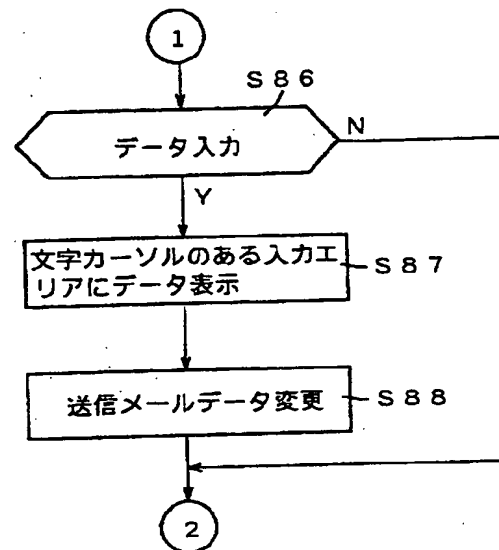 1
S86
データ入力
N
Y
文字カーソルのある入力エ
リアにデータ表示
S87
送信メールデータ変更
S88
2